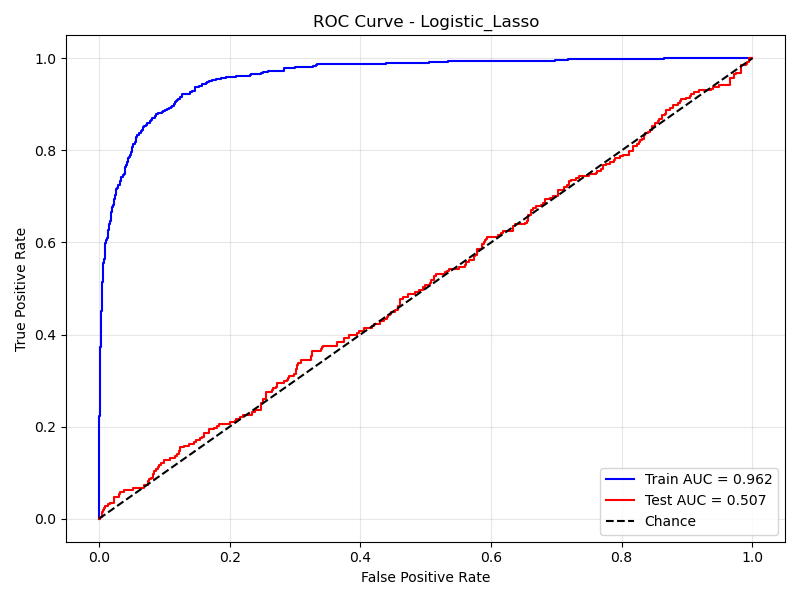 ROC Curve - Logistic_Lasso
True Positive Rate
1.0
0.8
0.6
0.4
0.2
0.0
Train AUC = 0.962
Test AUC = 0.507
Chance
0.0 0.2 0.4 0.6 0.8 1.0
False Positive Rate